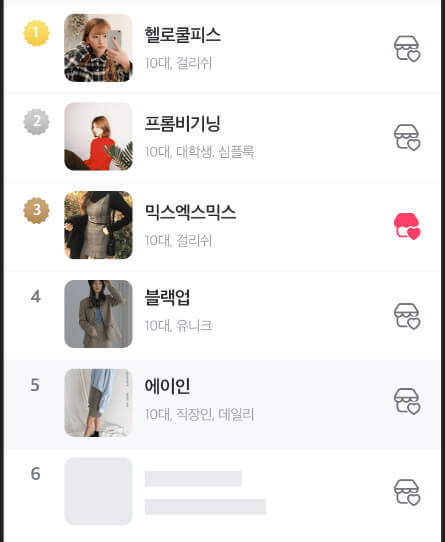 1
헬로쿨피스
10대, 걸리쉬
2
프롬비기닝
10대, 대학생, 심플룩
3
믹스엑스믹스
10대, 걸리쉬
4
블랙업
10대, 유니크
5
에이인
10대, 직장인, 데일리
6